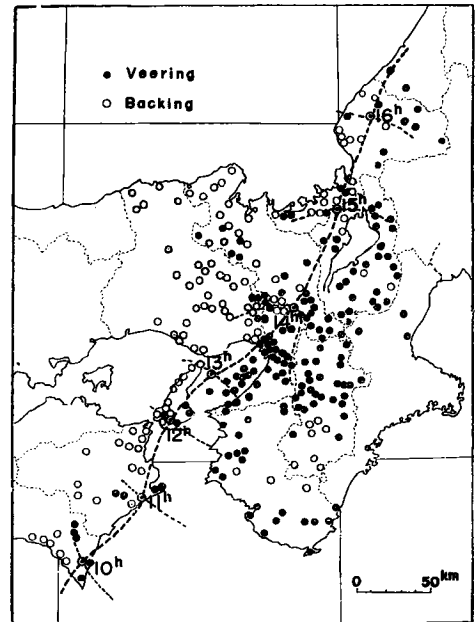 ● Veering
○ Backing
16h
15h
14h
13h
12h
11h
10h
0 50km